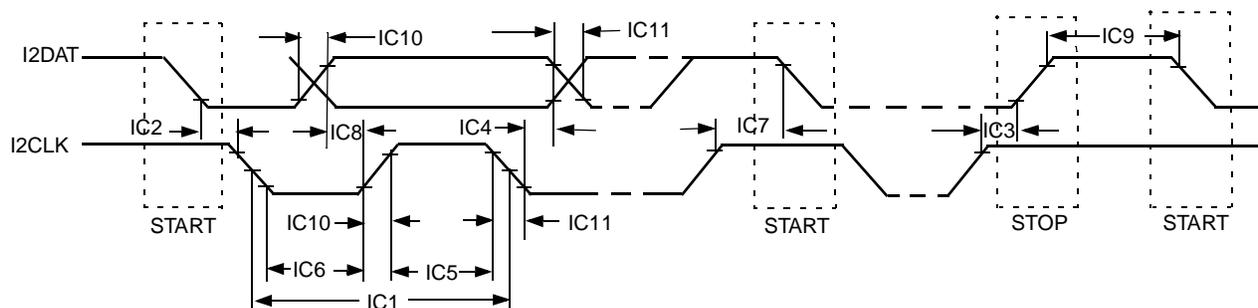 IC10
IC11
IC9
I2DAT
IC2
IC8
IC4
IC7
IC3
I2CLK
START
IC10
IC11
START
STOP
START
IC6
IC5
IC1